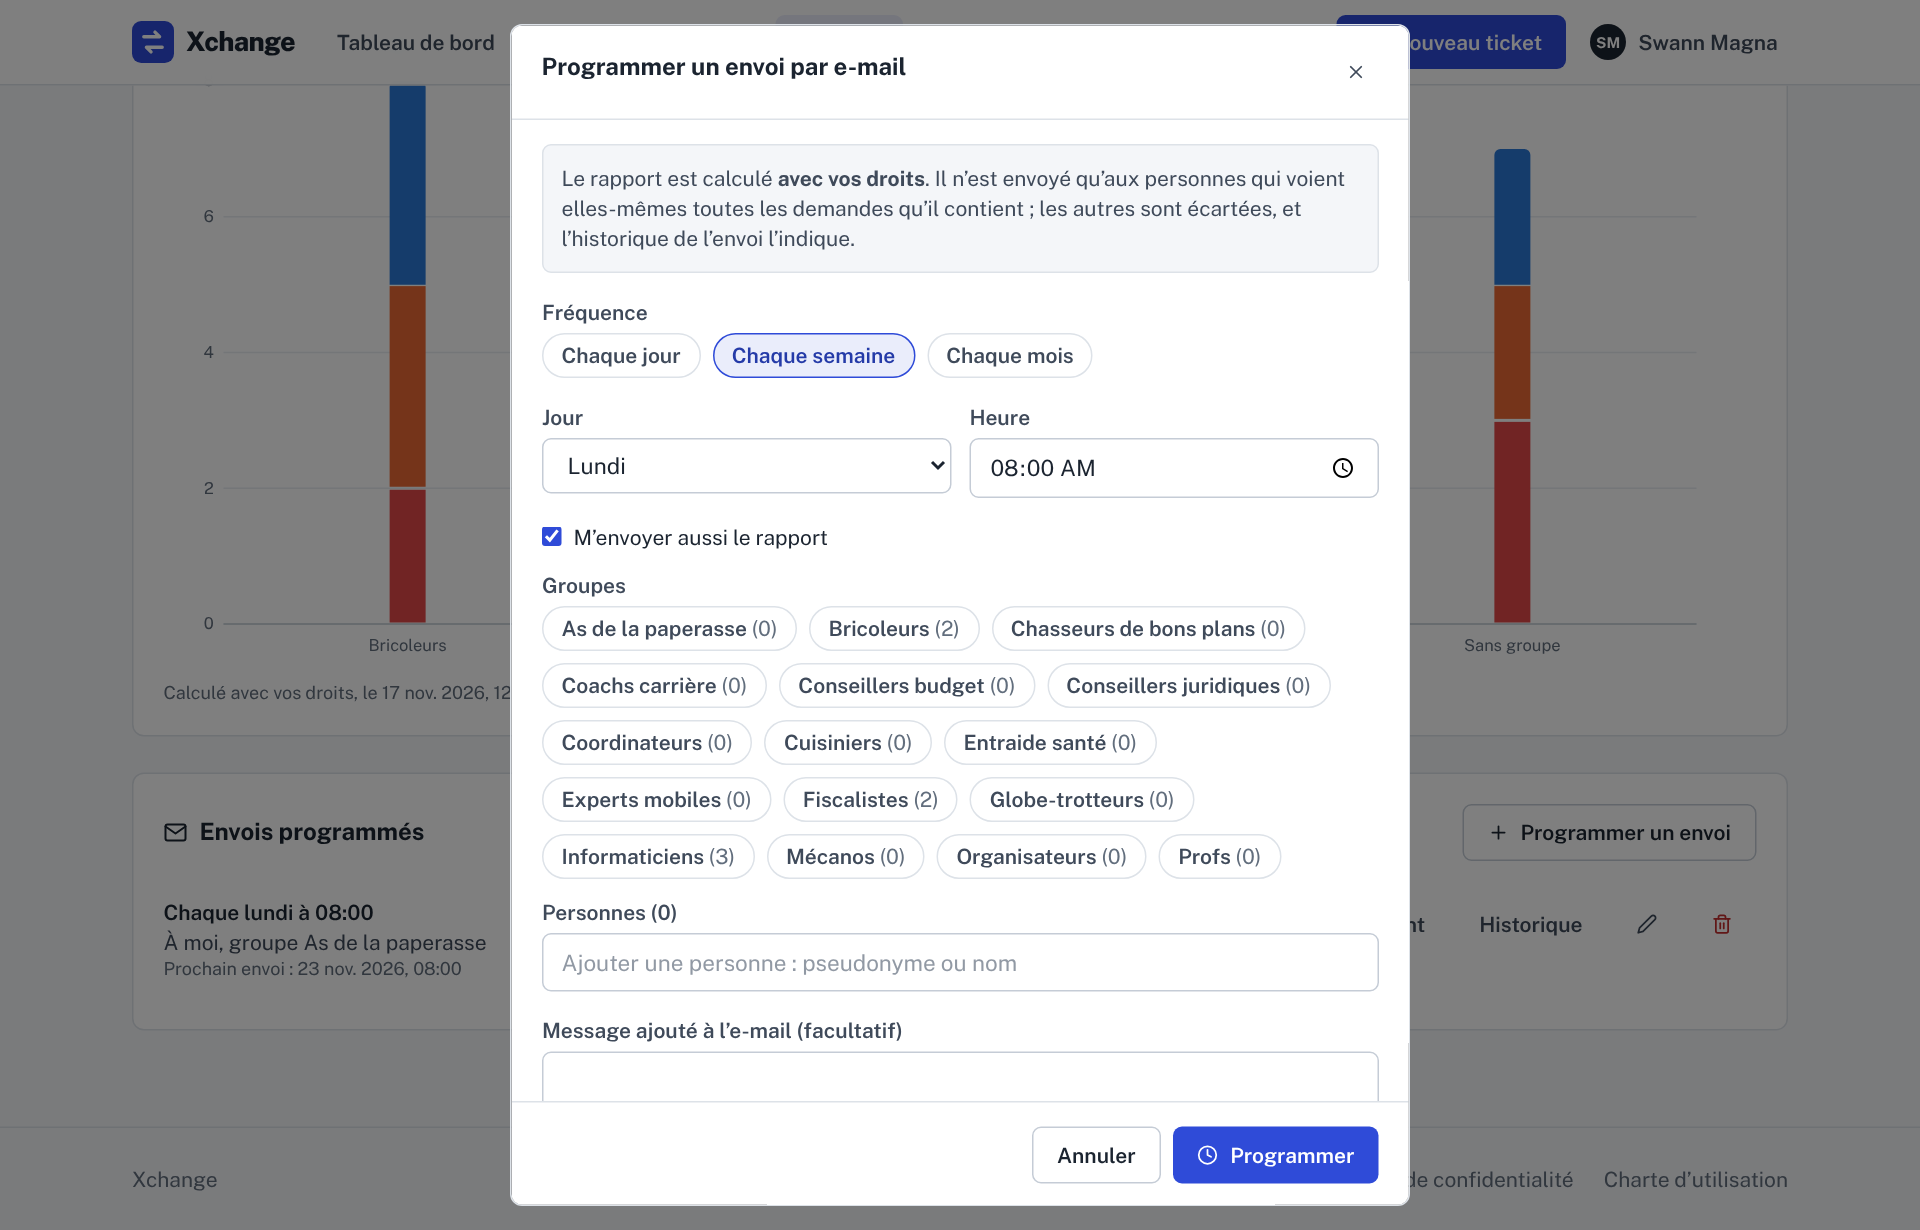 Xchange
Tableau de bord
ouveau ticket
SM
Swann Magna
Programmer un envoi par e-mail
Le rapport est calculé avec vos droits. Il n’est envoyé qu’aux personnes qui voient
elles-mêmes toutes les demandes qu’il contient ; les autres sont écartées, et
l’historique de l’envoi l’indique.
Fréquence
Chaque jour
Chaque semaine
Chaque mois
Jour
Heure
Lundi
08:00 AM
M’envoyer aussi le rapport
Groupes
As de la paperasse (0)
Bricoleurs (2)
Chasseurs de bons plans (0)
Coachs carrière (0)
Conseillers budget (0)
Conseillers juridiques (0)
Coordinateurs (0)
Cuisiniers (0)
Entraide santé (0)
Experts mobiles (0)
Fiscalistes (2)
Globe-trotteurs (0)
Informaticiens (3)
Mécanos (0)
Organisateurs (0)
Profs (0)
Personnes (0)
Ajouter une personne : pseudonyme ou nom
Message ajouté à l’e-mail (facultatif)
Annuler
Programmer
6
4
2
0
Bricoleurs
Sans groupe
Calculé avec vos droits, le 17 nov. 2026, 12
Envois programmés
Programmer un envoi
Chaque lundi à 08:00
À moi, groupe As de la paperasse
Prochain envoi : 23 nov. 2026, 08:00
nt
Historique
Xchange
de confidentialité
Charte d’utilisation